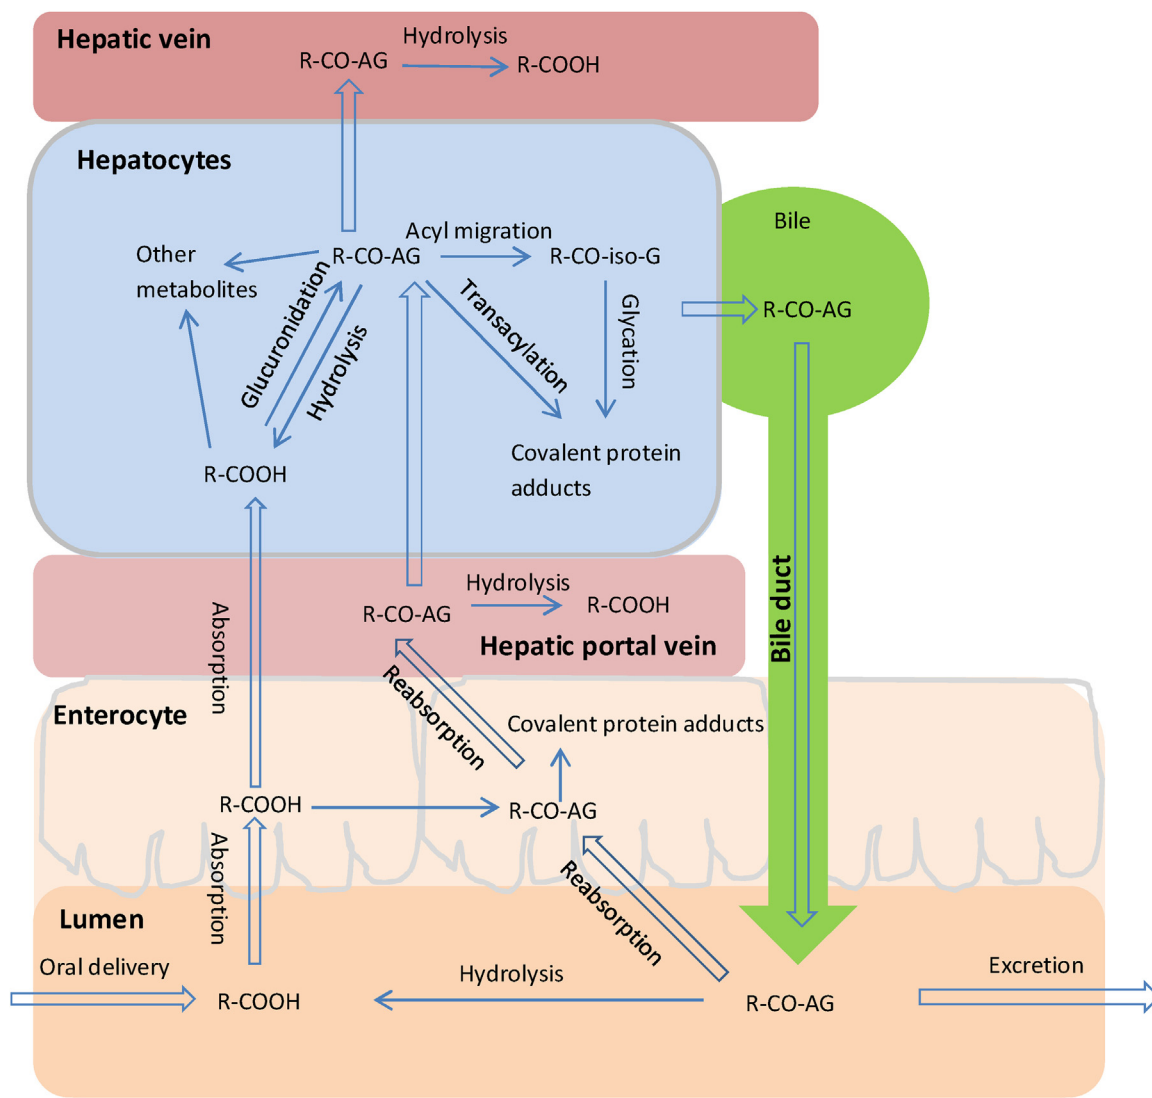 Hepatic vein
Hydrolysis
R-CO-AG
R-COOH
Hepatocytes
Bile
Acyl migration
Other
metabolites
R-CO-AG
R-CO-iso-G
R-CO-AG
Glucuronidation
Hydrolysis
Transacylation
Glycation
Covalent protein
adducts
R-COOH
Bile duct
Hydrolysis
R-CO-AG
R-COOH
Hepatic portal vein
Absorption
Reabsorption
Enterocyte
Covalent protein adducts
R-COOH
R-CO-AG
Absorption
Reabsorption
Lumen
Oral delivery
Hydrolysis
Excretion
R-COOH
R-CO-AG